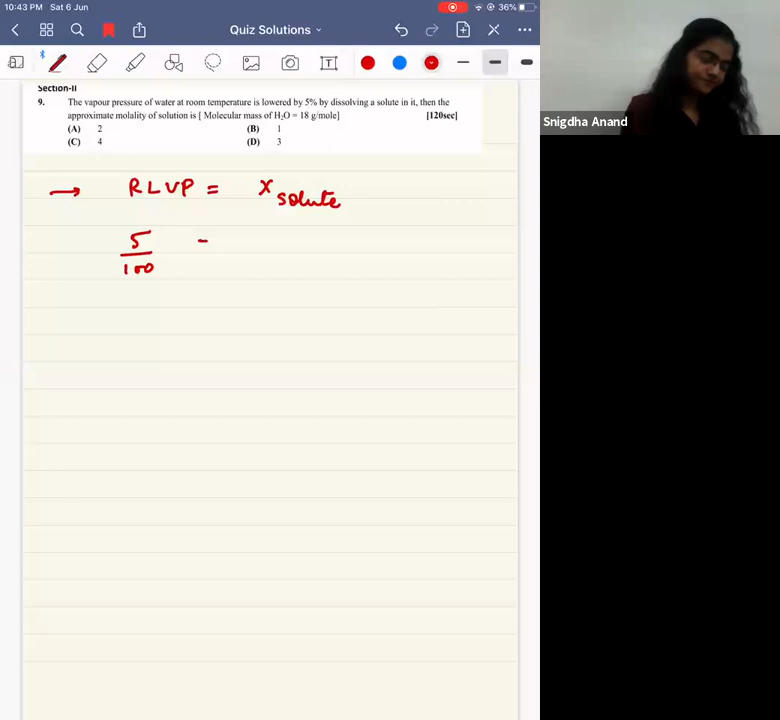 10:43 PM Sat 6 Jun
36%
Quiz Solutions
T
Section-II
9. The vapour pressure of water at room temperature is lowered by 5% by dissolving a solute in it, then the
approximate molality of solution is [ Molecular mass of H₂O = 18 g/mole] [120sec]
(A) 2 (B) 1
(C) 4 (D) 3
→ RLVP = x solute
5/100 =
Snigdha Anand